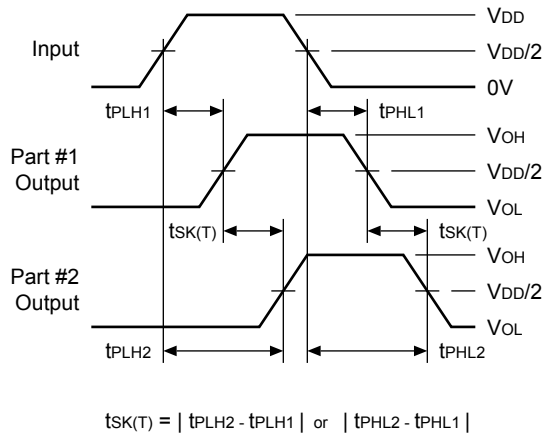 VDD
Input
VDD/2
0V
tPLH1
tPHL1
VOH
Part #1
Output
VDD/2
VOL
tSK(T)
tSK(T)
VOH
Part #2
Output
VDD/2
VOL
tPLH2
tPHL2
tSK(T) = | tPLH2 - tPLH1 | or | tPHL2 - tPHL1 |